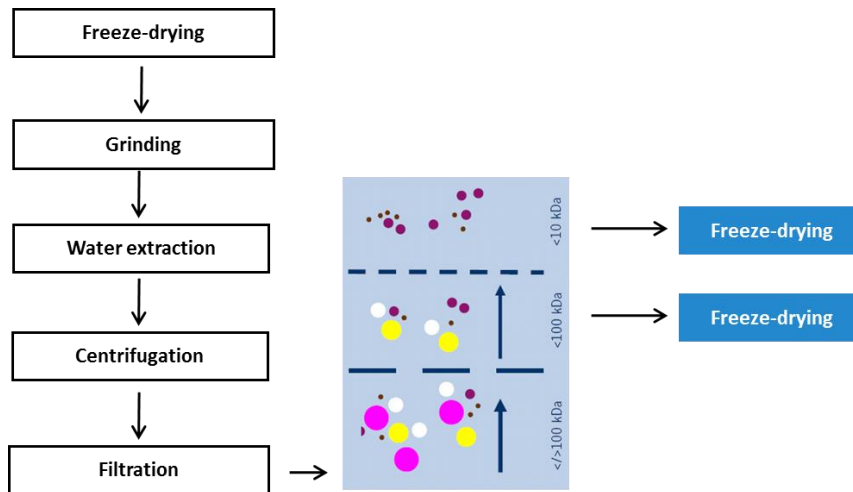 Freeze-drying
Grinding
Water extraction
Centrifugation
Filtration
<10 kDa
<100 kDa
</>100 kDa
Freeze-drying
Freeze-drying